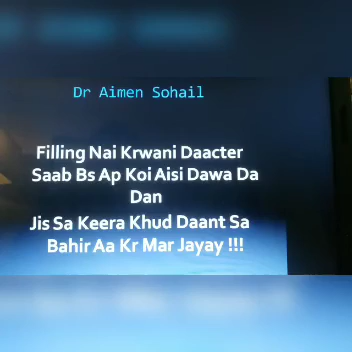 Dr Aimen Sohail
Filling Nai Krwani Daacter
Saab Bs Ap Koi Aisi Dawa Da
Dan
Jis Sa Keera Khud Daant Sa
Bahir Aa Kr Mar Jayay !!!